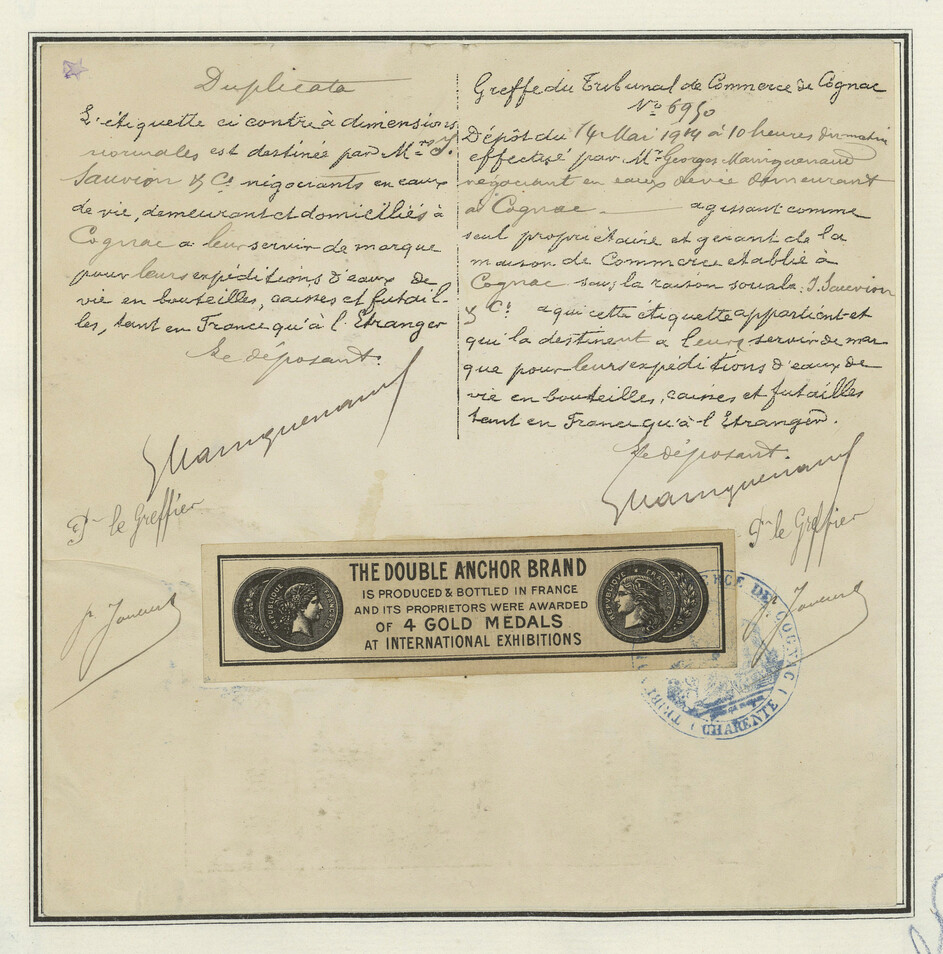 Duplicata
L'étiquette ci contre à dimensions
normales est destinée par Mrs J.
Sauvion & Cie négociants en eaux
de vie, demeurant et domiciliés à
Cognac à leur servir de marque
pour leurs expéditions d'eaux de
vie en bouteilles, caisses et futail-
les, tant en France qu'à l'Etranger
Le déposant.
GMainguenaud
Pr le Greffier
Greffe du Tribunal de Commerce de Cognac
No 6950
Dépôt du 14 Mai 1914 à 10 heures du matin
effectué par Mr Georges Mainguenaud
négociant en eaux de vie demeurant
à Cognac — agissant comme
seul propriétaire et gérant de la
maison de Commerce établie à
Cognac sous la raison sociale: J. Sauvion
& Cie à qui cette étiquette appartient et
qui la destinent à leur servir de mar
que pour leurs expéditions d'eaux de
vie en bouteilles, caisses et futailles
tant en France qu'à l'Etranger.
Le déposant.
GMainguenaud
Pr le Greffier
THE DOUBLE ANCHOR BRAND
IS PRODUCED & BOTTLED IN FRANCE
AND ITS PROPRIETORS WERE AWARDED
OF 4 GOLD MEDALS
AT INTERNATIONAL EXHIBITIONS
REPUBLIQUE FRANÇAISE
REPUBLIQUE FRANÇAISE
DE COGNAC
CHARENTE